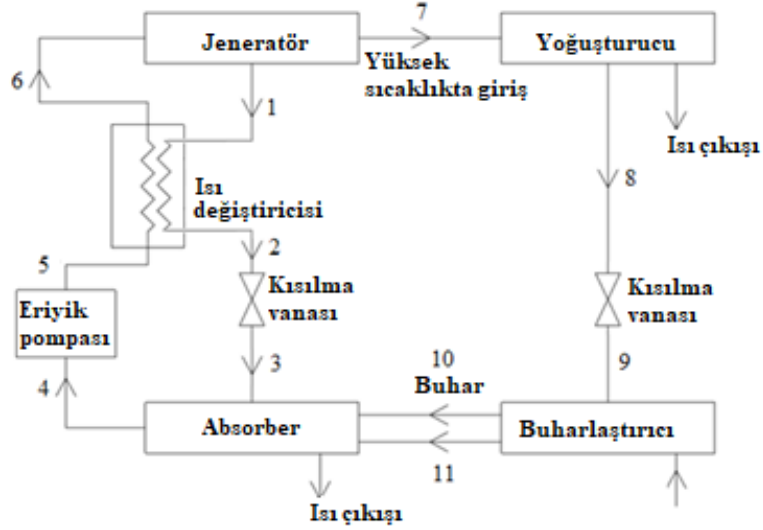 7
Jeneratör
Yoğuşturucu
Yüksek
sıcaklıkta giriş
6
1
Isı çıkışı
8
Isı
değiştiricisi
2
5
Eriyik
pompası
Kısılma
vanası
Kısılma
vanası
4
3
10
Buhar
9
Absorber
Buharlaştırıcı
11
Isı çıkışı